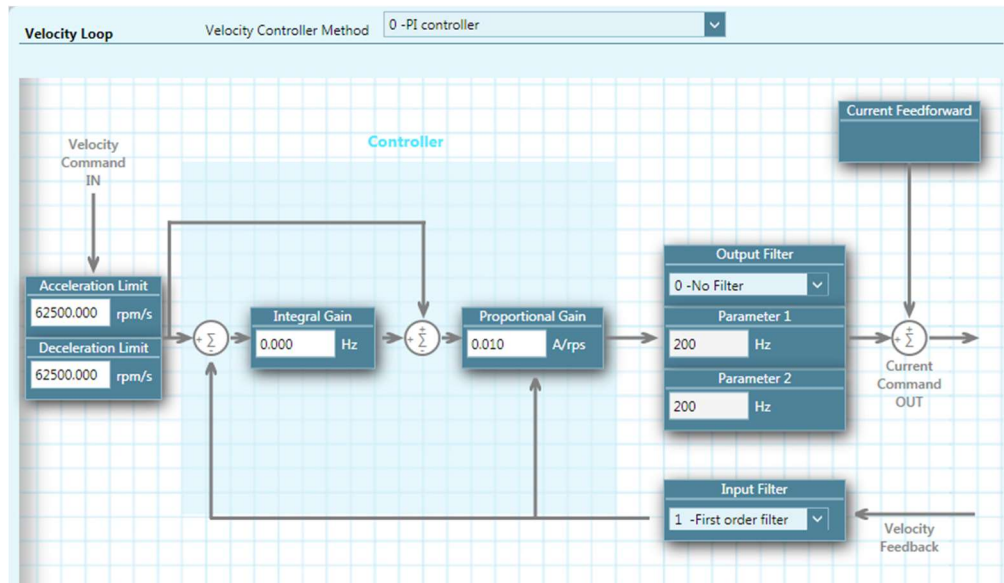 Velocity Loop
Velocity Controller Method
0 -PI controller
Current Feedforward
Controller
Velocity
Command
IN
Acceleration Limit
62500.000 rpm/s
Deceleration Limit
62500.000 rpm/s
+ Σ -
Integral Gain
0.000 Hz
+
+ Σ
-
Proportional Gain
0.010 A/rps
Output Filter
0 -No Filter
Parameter 1
200 Hz
Parameter 2
200 Hz
+
+ Σ
Current
Command
OUT
Input Filter
1 -First order filter
Velocity
Feedback